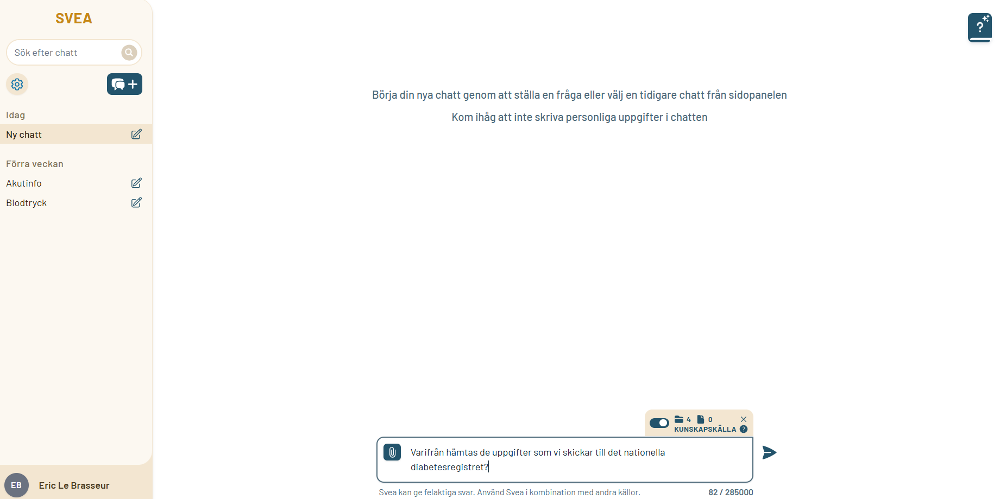 SVEA
Sök efter chatt
Idag
Ny chatt
Förra veckan
Akutinfo
Blodtryck
EB
Eric Le Brasseur
?
Börja din nya chatt genom att ställa en fråga eller välj en tidigare chatt från sidopanelen
Kom ihåg att inte skriva personliga uppgifter i chatten
4 0
KUNSKAPSKÄLLA ?
Varifrån hämtas de uppgifter som vi skickar till det nationella
diabetesregistret?
Svea kan ge felaktiga svar. Använd Svea i kombination med andra källor.
82 / 285000